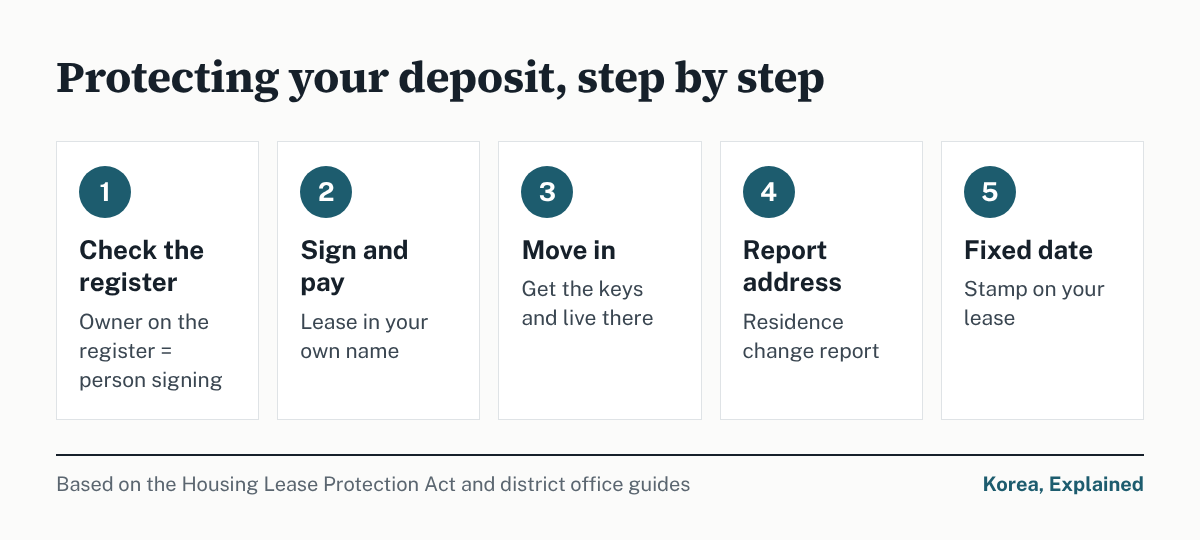 Protecting your deposit, step by step
1
Check the
register
Owner on the
register =
person signing
2
Sign and
pay
Lease in your
own name
3
Move in
Get the keys
and live there
4
Report
address
Residence
change report
5
Fixed date
Stamp on your
lease
Based on the Housing Lease Protection Act and district office guides
Korea, Explained